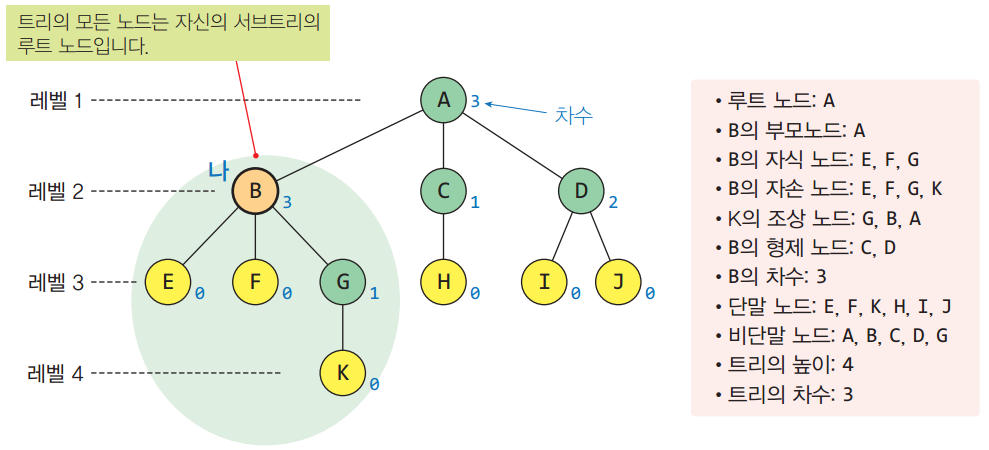 트리의 모든 노드는 자신의 서브트리의
루트 노드입니다.
레벨 1
A
3
차수
레벨 2
나
B
3
C
1
D
2
레벨 3
E
0
F
0
G
1
H
0
I
0
J
0
레벨 4
K
0
• 루트 노드: A
• B의 부모노드: A
• B의 자식 노드: E, F, G
• B의 자손 노드: E, F, G, K
• K의 조상 노드: G, B, A
• B의 형제 노드: C, D
• B의 차수: 3
• 단말 노드: E, F, K, H, I, J
• 비단말 노드: A, B, C, D, G
• 트리의 높이: 4
• 트리의 차수: 3